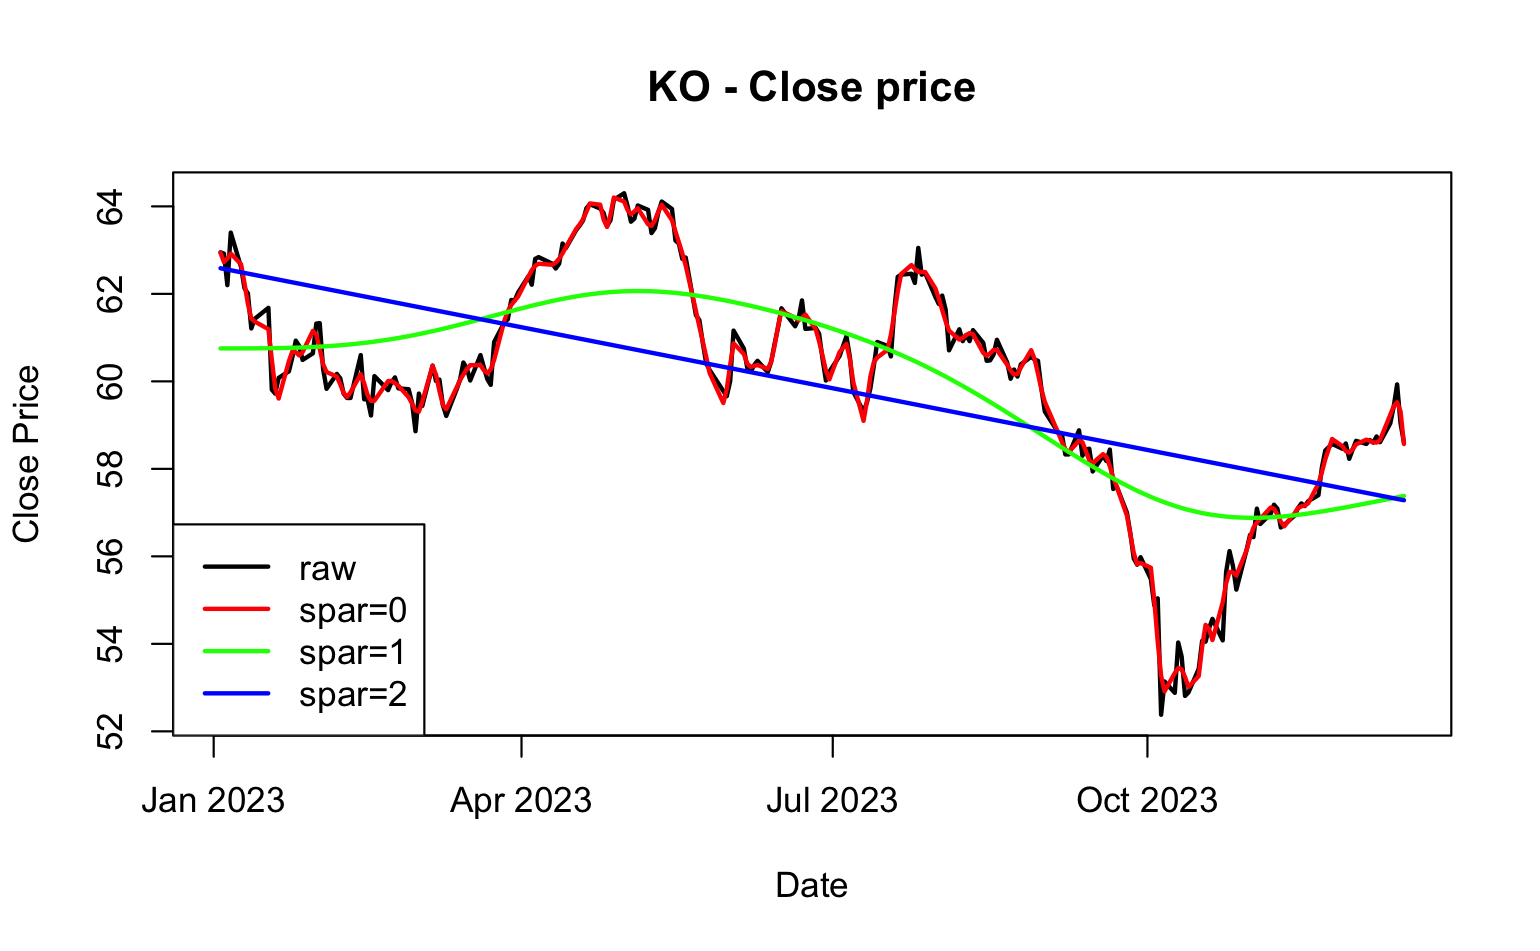 KO - Close price
Close Price
64
62
60
58
56
54
52
raw
spar=0
spar=1
spar=2
Jan 2023 Apr 2023 Jul 2023 Oct 2023
Date